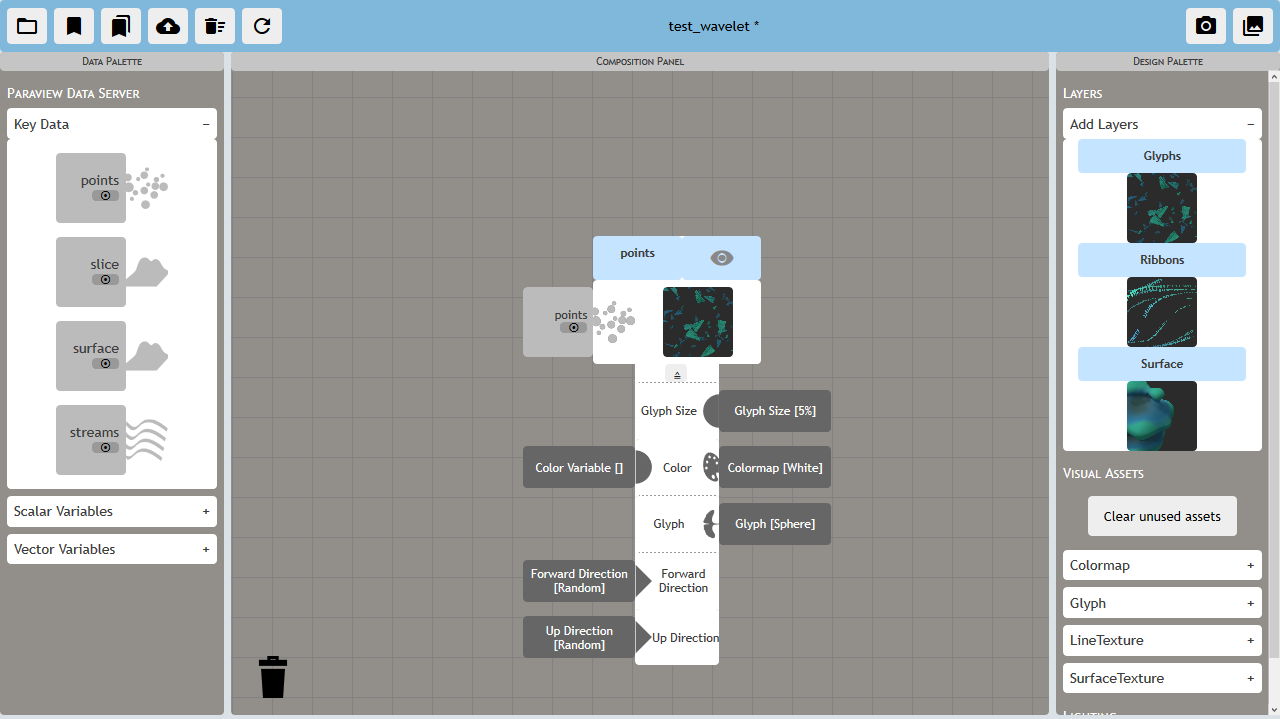 test_wavelet *
Data Palette
Composition Panel
Design Palette
Paraview Data Server
Key Data
−
points
slice
surface
streams
Scalar Variables
+
Vector Variables
+
points
points
Glyph Size
Glyph Size [5%]
Color Variable []
Color
Colormap [White]
Glyph
Glyph [Sphere]
Forward Direction
[Random]
Forward
Direction
Up Direction
[Random]
Up Direction
Layers
Add Layers
−
Glyphs
Ribbons
Surface
Visual Assets
Clear unused assets
Colormap
+
Glyph
+
LineTexture
+
SurfaceTexture
+
Lighting